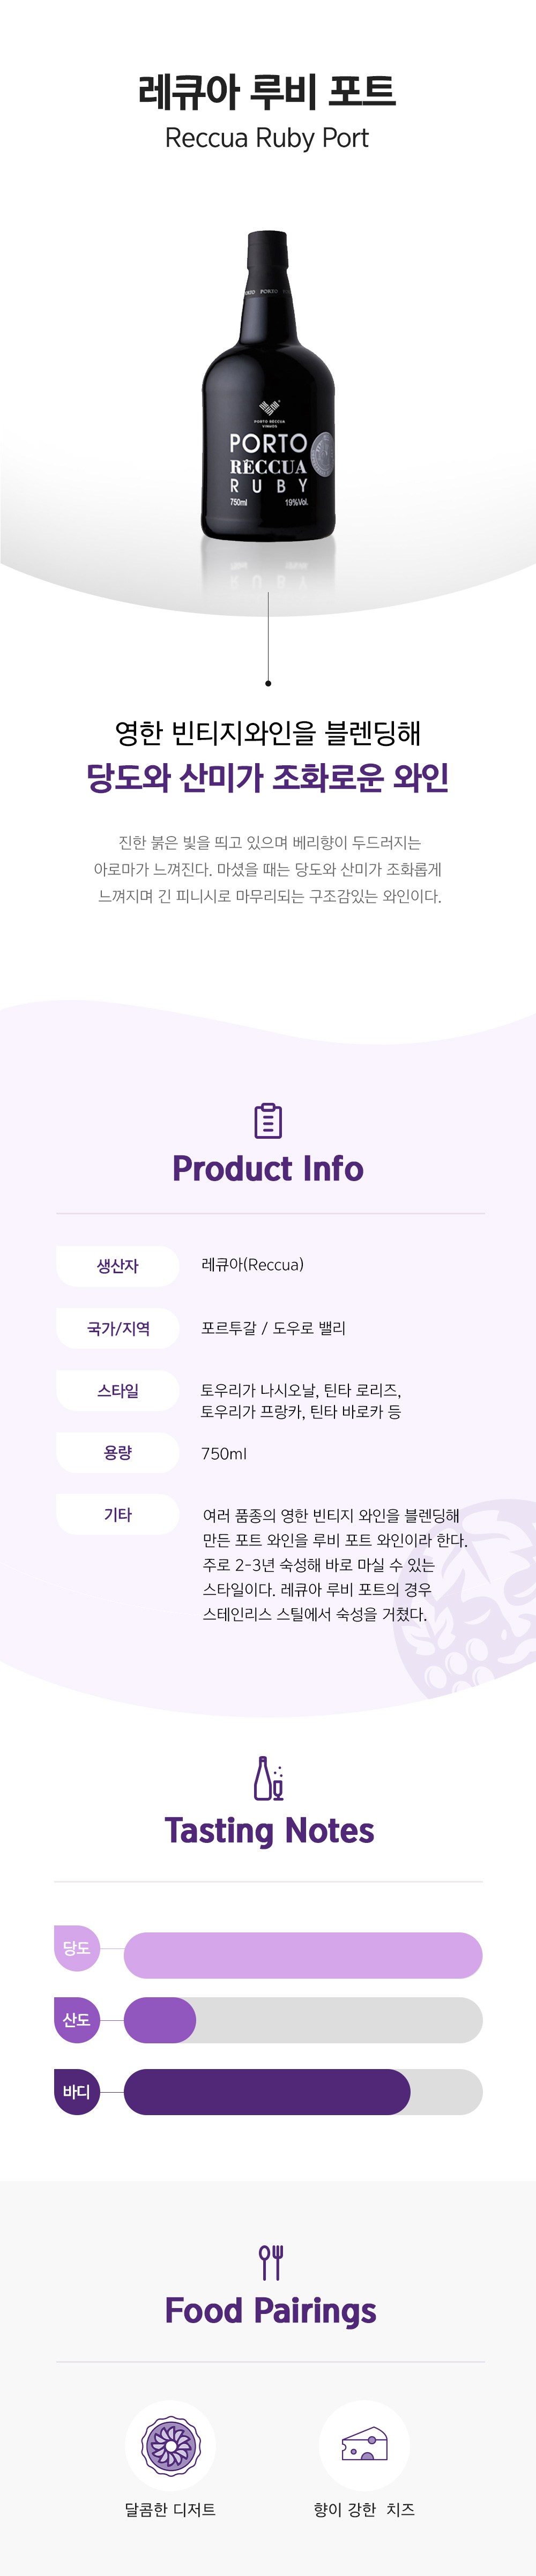 레큐아 루비 포트
Reccua Ruby Port
PORTO
PORTO RECCUA
VINHOS
PORTO
RECCUA
RUBY
750ml 19%Vol.
영한 빈티지와인을 블렌딩해
당도와 산미가 조화로운 와인
진한 붉은 빛을 띄고 있으며 베리향이 두드러지는
아로마가 느껴진다. 마셨을 때는 당도와 산미가 조화롭게
느껴지며 긴 피니시로 마무리되는 구조감있는 와인이다.
Product Info
생산자 레큐아(Reccua)
국가/지역 포르투갈 / 도우로 밸리
스타일 토우리가 나시오날, 틴타 로리즈,
토우리가 프랑카, 틴타 바로카 등
용량 750ml
기타 여러 품종의 영한 빈티지 와인을 블렌딩해
만든 포트 와인을 루비 포트 와인이라 한다.
주로 2-3년 숙성해 바로 마실 수 있는
스타일이다. 레큐아 루비 포트의 경우
스테인리스 스틸에서 숙성을 거쳤다.
Tasting Notes
당도
산도
바디
Food Pairings
달콤한 디저트 향이 강한 치즈